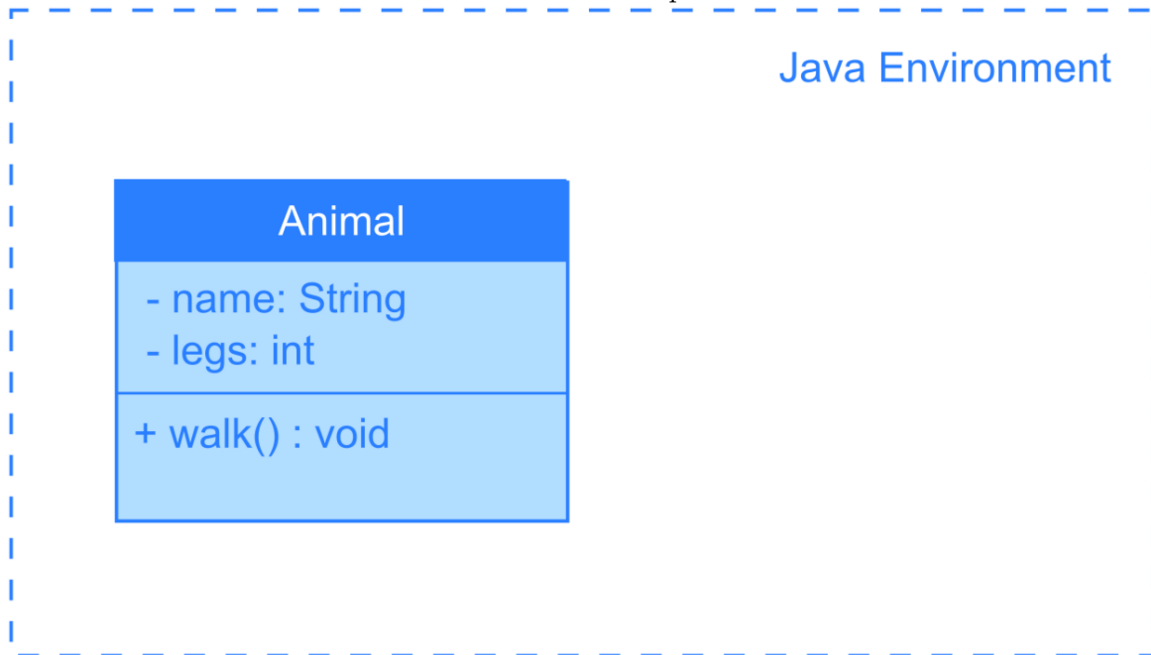 Java Environment
Animal
- name: String
- legs: int
+ walk() : void